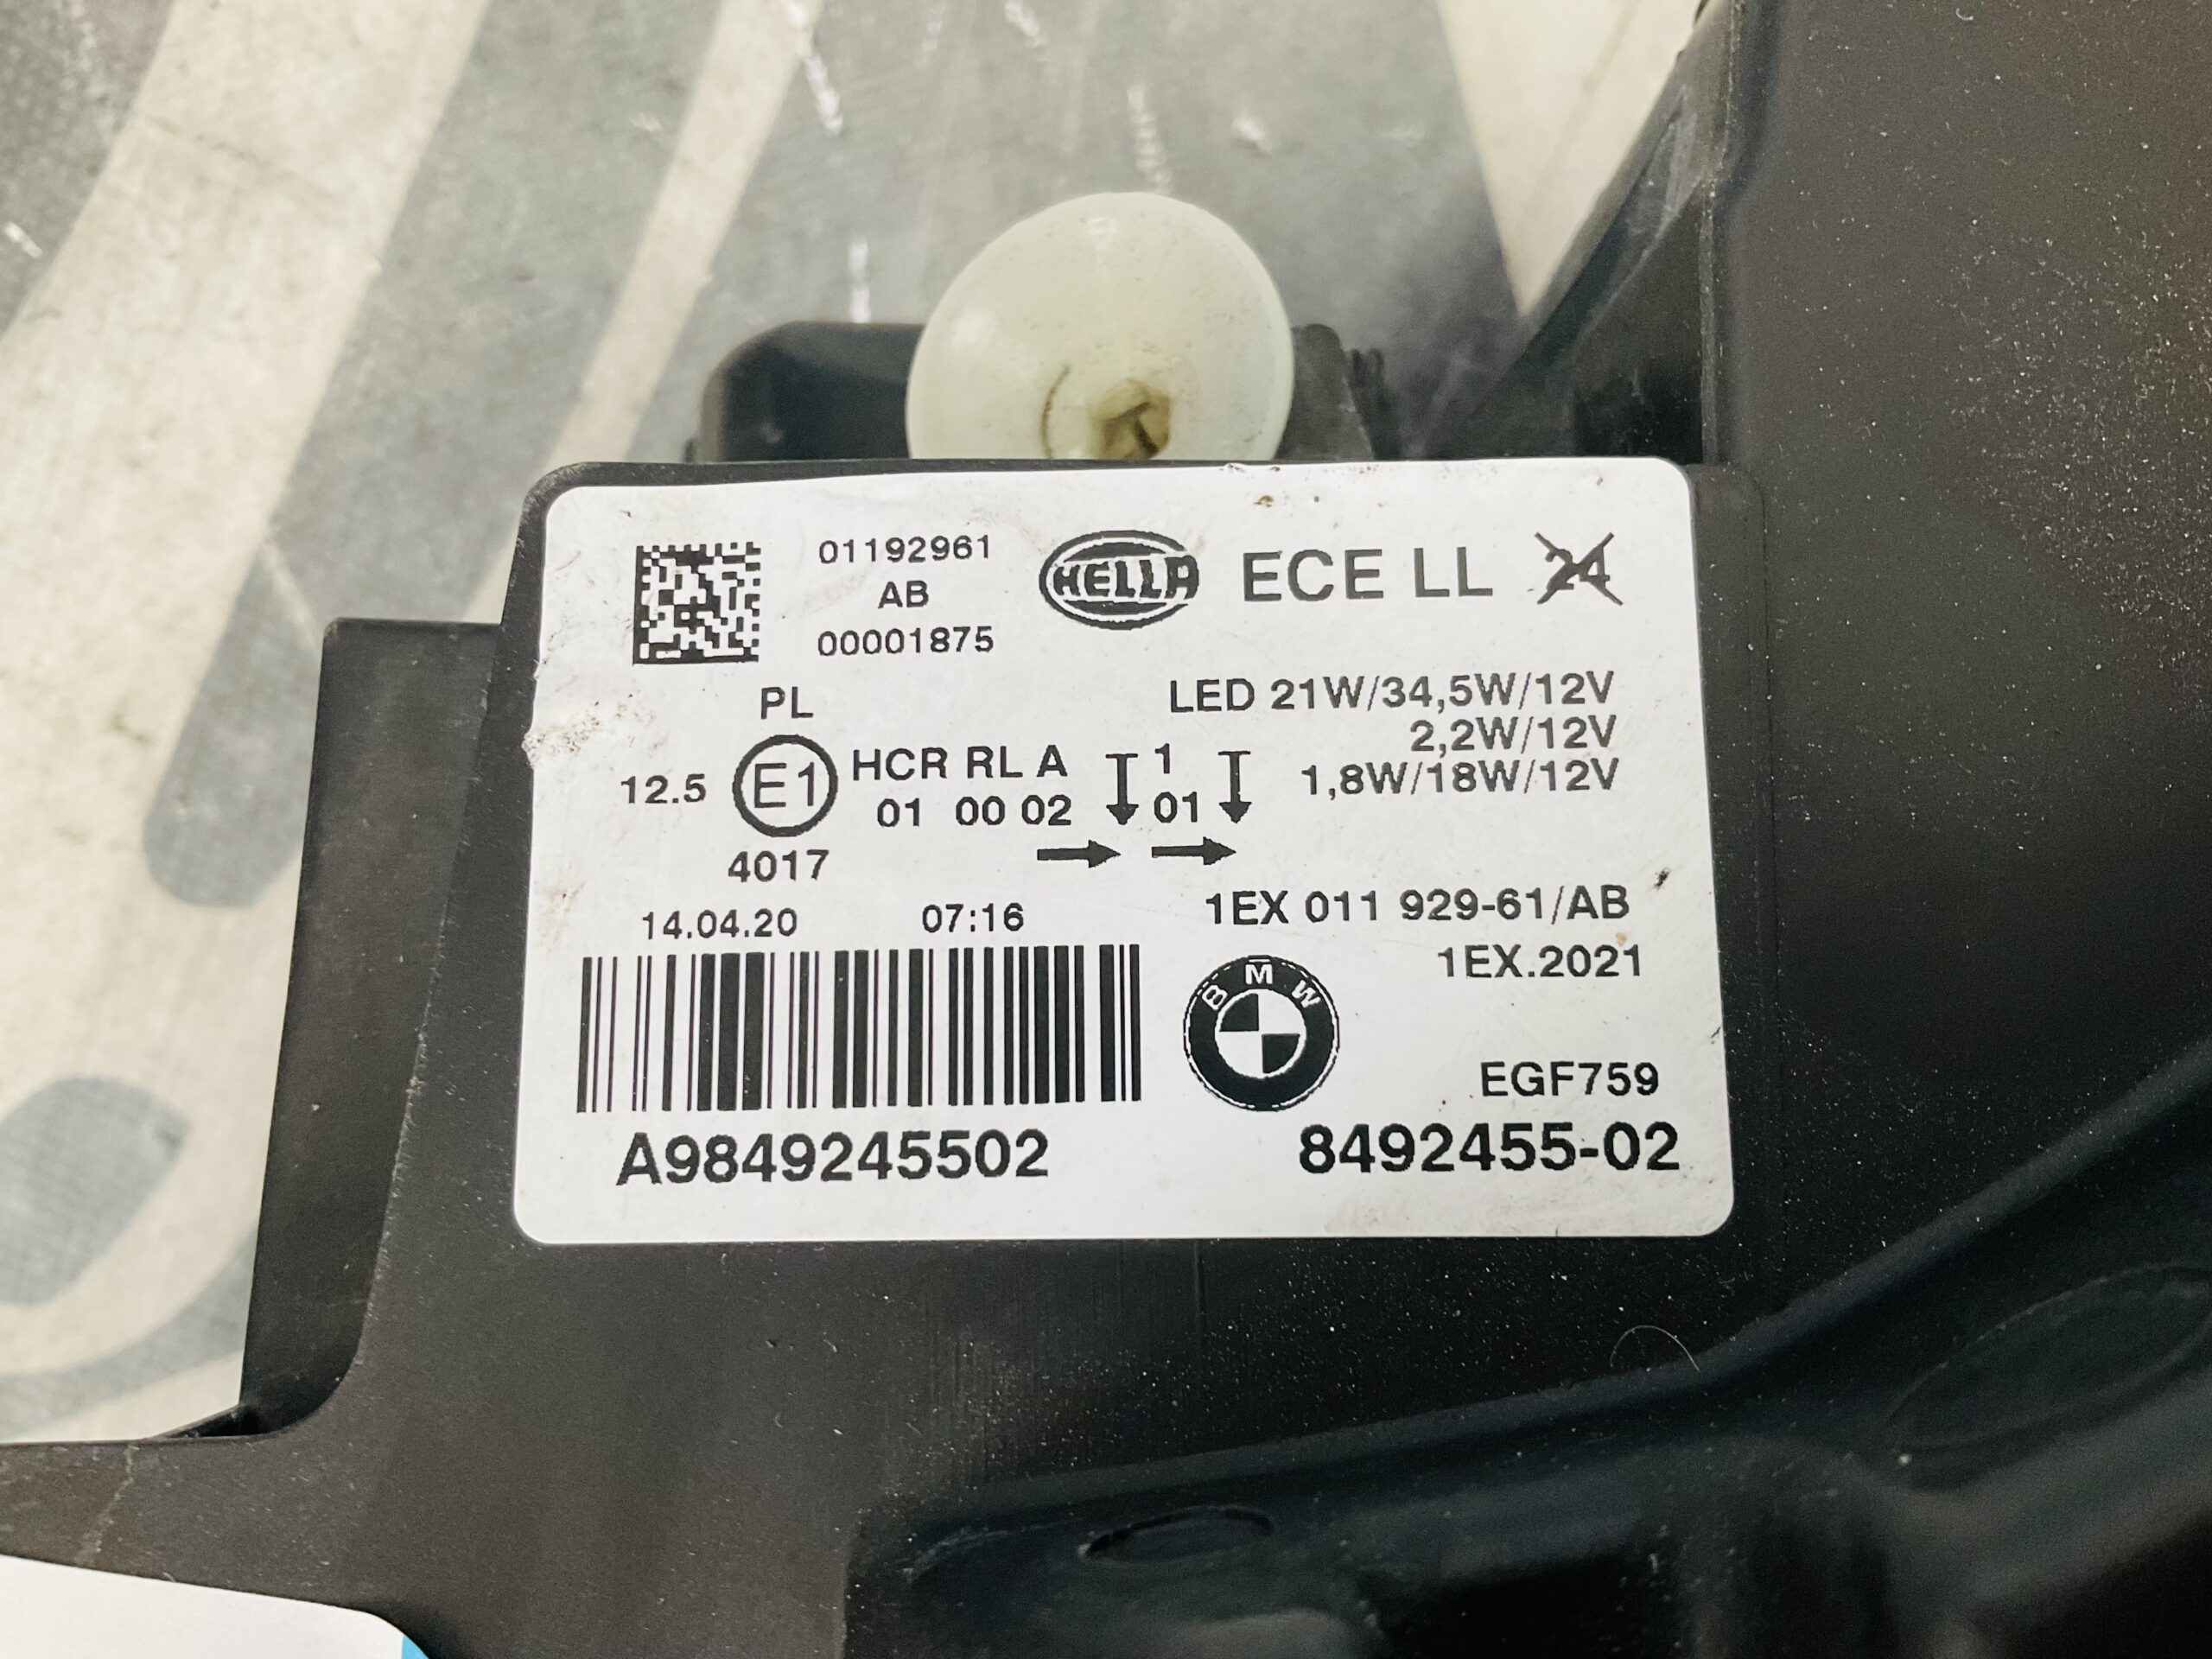 01192961
AB
00001875
HELLA
ECE LL 24
PL
LED 21W/34,5W/12V
2,2W/12V
1,8W/18W/12V
12.5 E1 HCR RL A 1
01 00 02 01
4017
14.04.20 07:16
1EX 011 929-61/AB
1EX.2021
BMW
EGF759
A9849245502
8492455-02